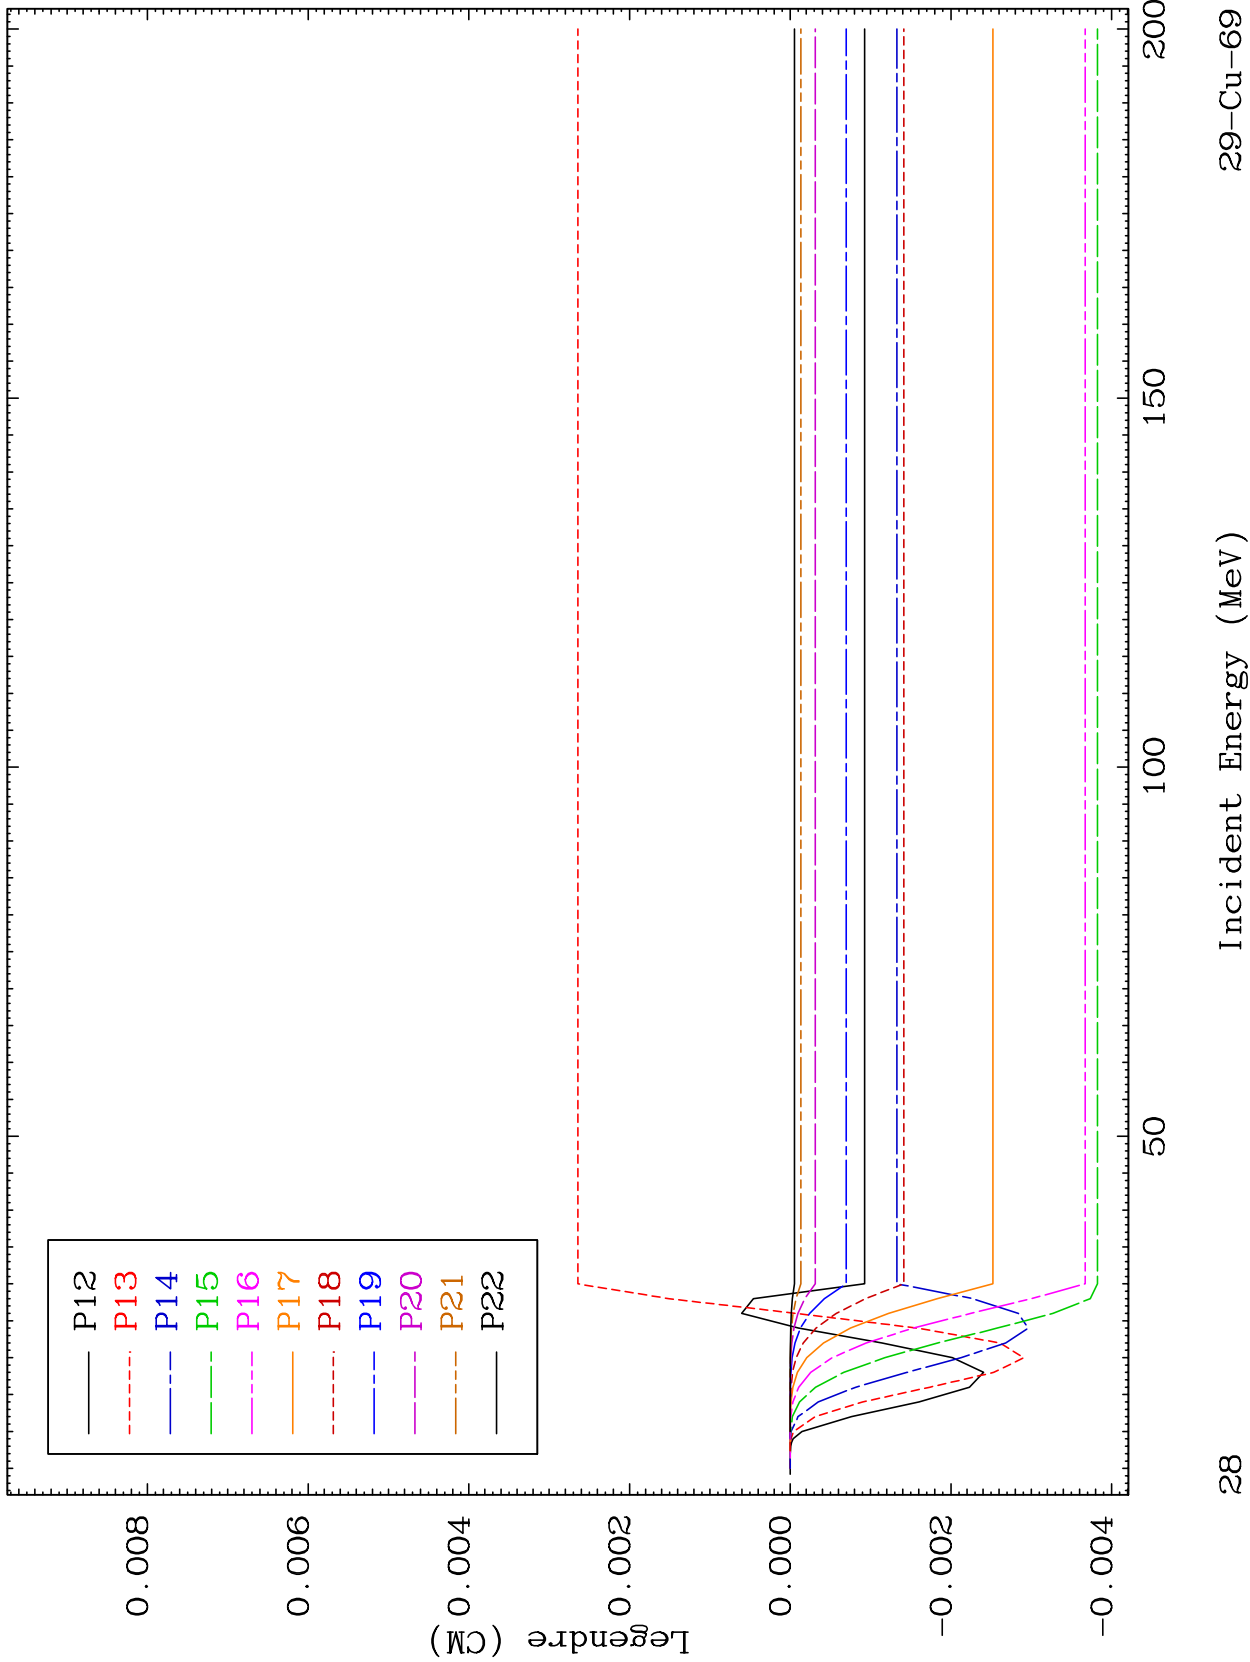 P12
P13
P14
P15
P16
P17
P18
P19
P20
P21
P22
0.008
0.006
0.004
0.002
0.000
-0.002
-0.004
Legendre (CM)
50
100
150
200
Incident Energy (MeV)
28
29-Cu-69